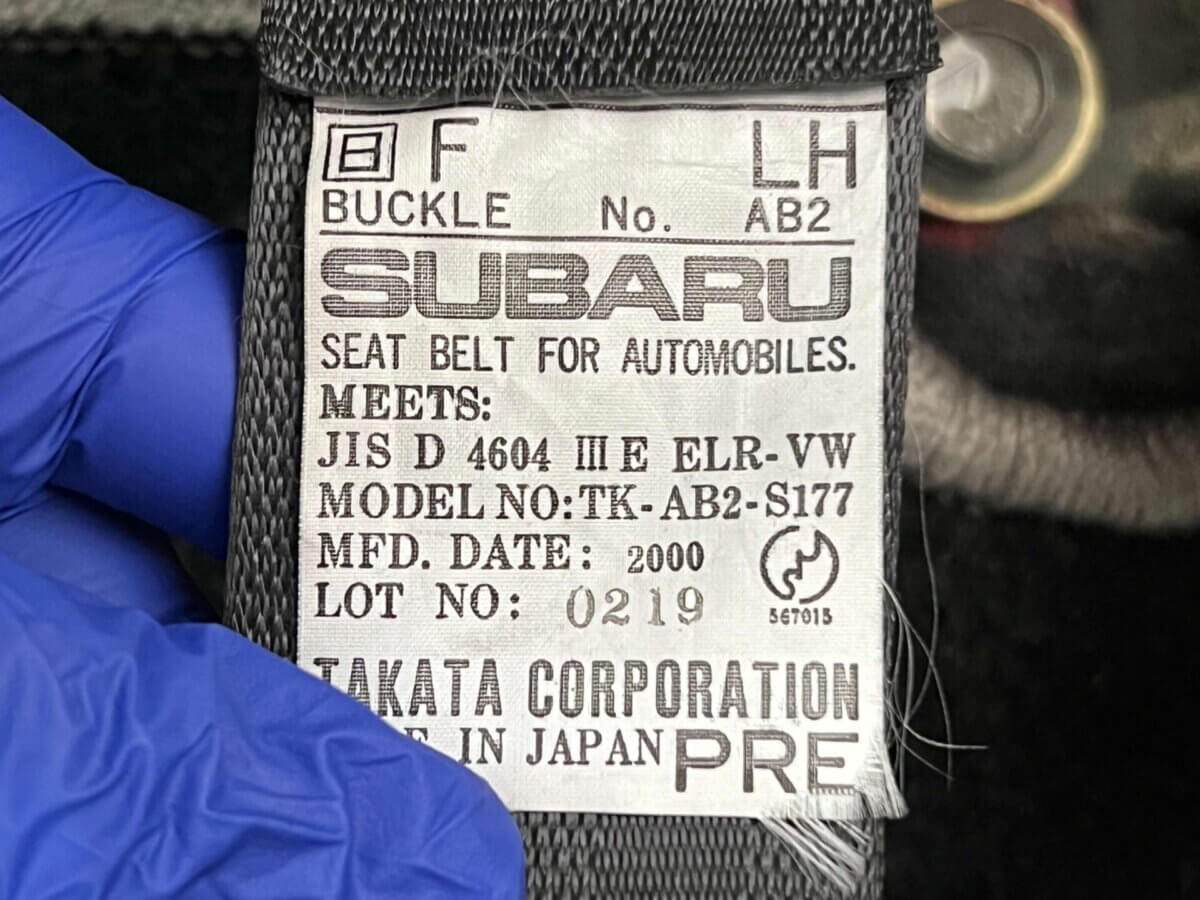 日 F LH
BUCKLE No. AB2
SUBARU
SEAT BELT FOR AUTOMOBILES.
MEETS:
JIS D 4604 III E ELR-VW
MODEL NO:TK-AB2-S177
MFD. DATE: 2000
567015
LOT NO: 0219
TAKATA CORPORATION
E IN JAPAN PRE